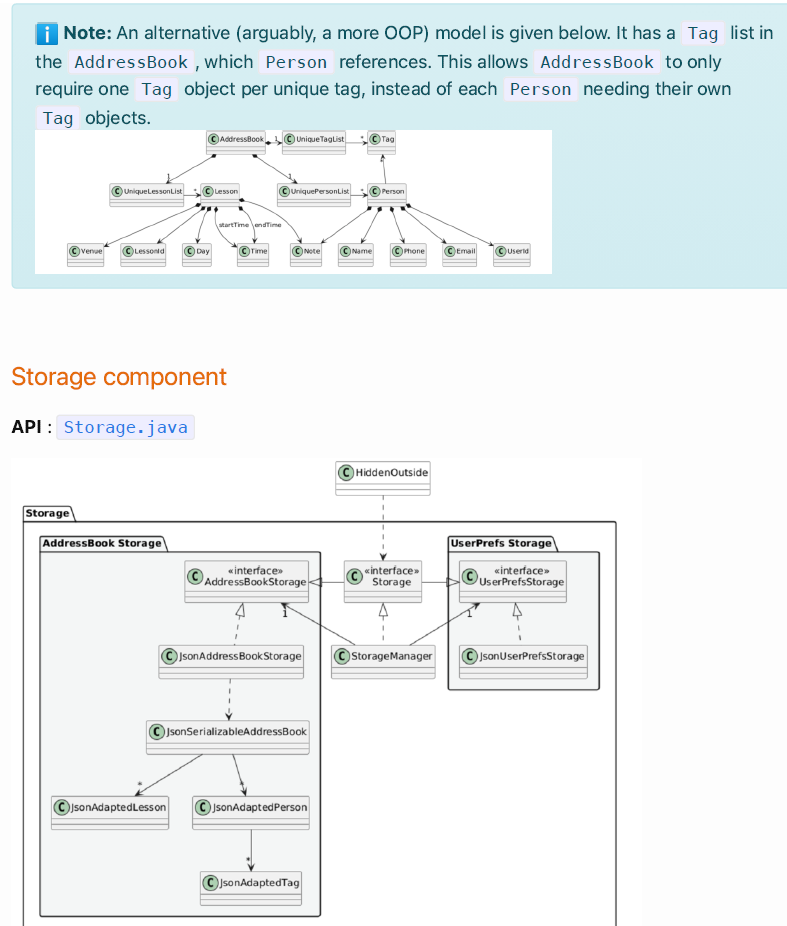 ℹ️ Note: An alternative (arguably, a more OOP) model is given below. It has a Tag list in
the AddressBook , which Person references. This allows AddressBook to only
require one Tag object per unique tag, instead of each Person needing their own
Tag objects.
C AddressBook 1 C UniqueTagList * C Tag
1 1
C UniqueLessonList * C Lesson C UniquePersonList * C Person
startTime endTime
C Venue C LessonId C Day C Time C Note C Name C Phone C Email C UserId
Storage component
API : Storage.java
C HiddenOutside
Storage
AddressBook Storage
UserPrefs Storage
C «interface» AddressBookStorage
C «interface» Storage
C «interface» UserPrefsStorage
1 1
C JsonAddressBookStorage C StorageManager C JsonUserPrefsStorage
C JsonSerializableAddressBook
* *
C JsonAdaptedLesson C JsonAdaptedPerson
*
C JsonAdaptedTag